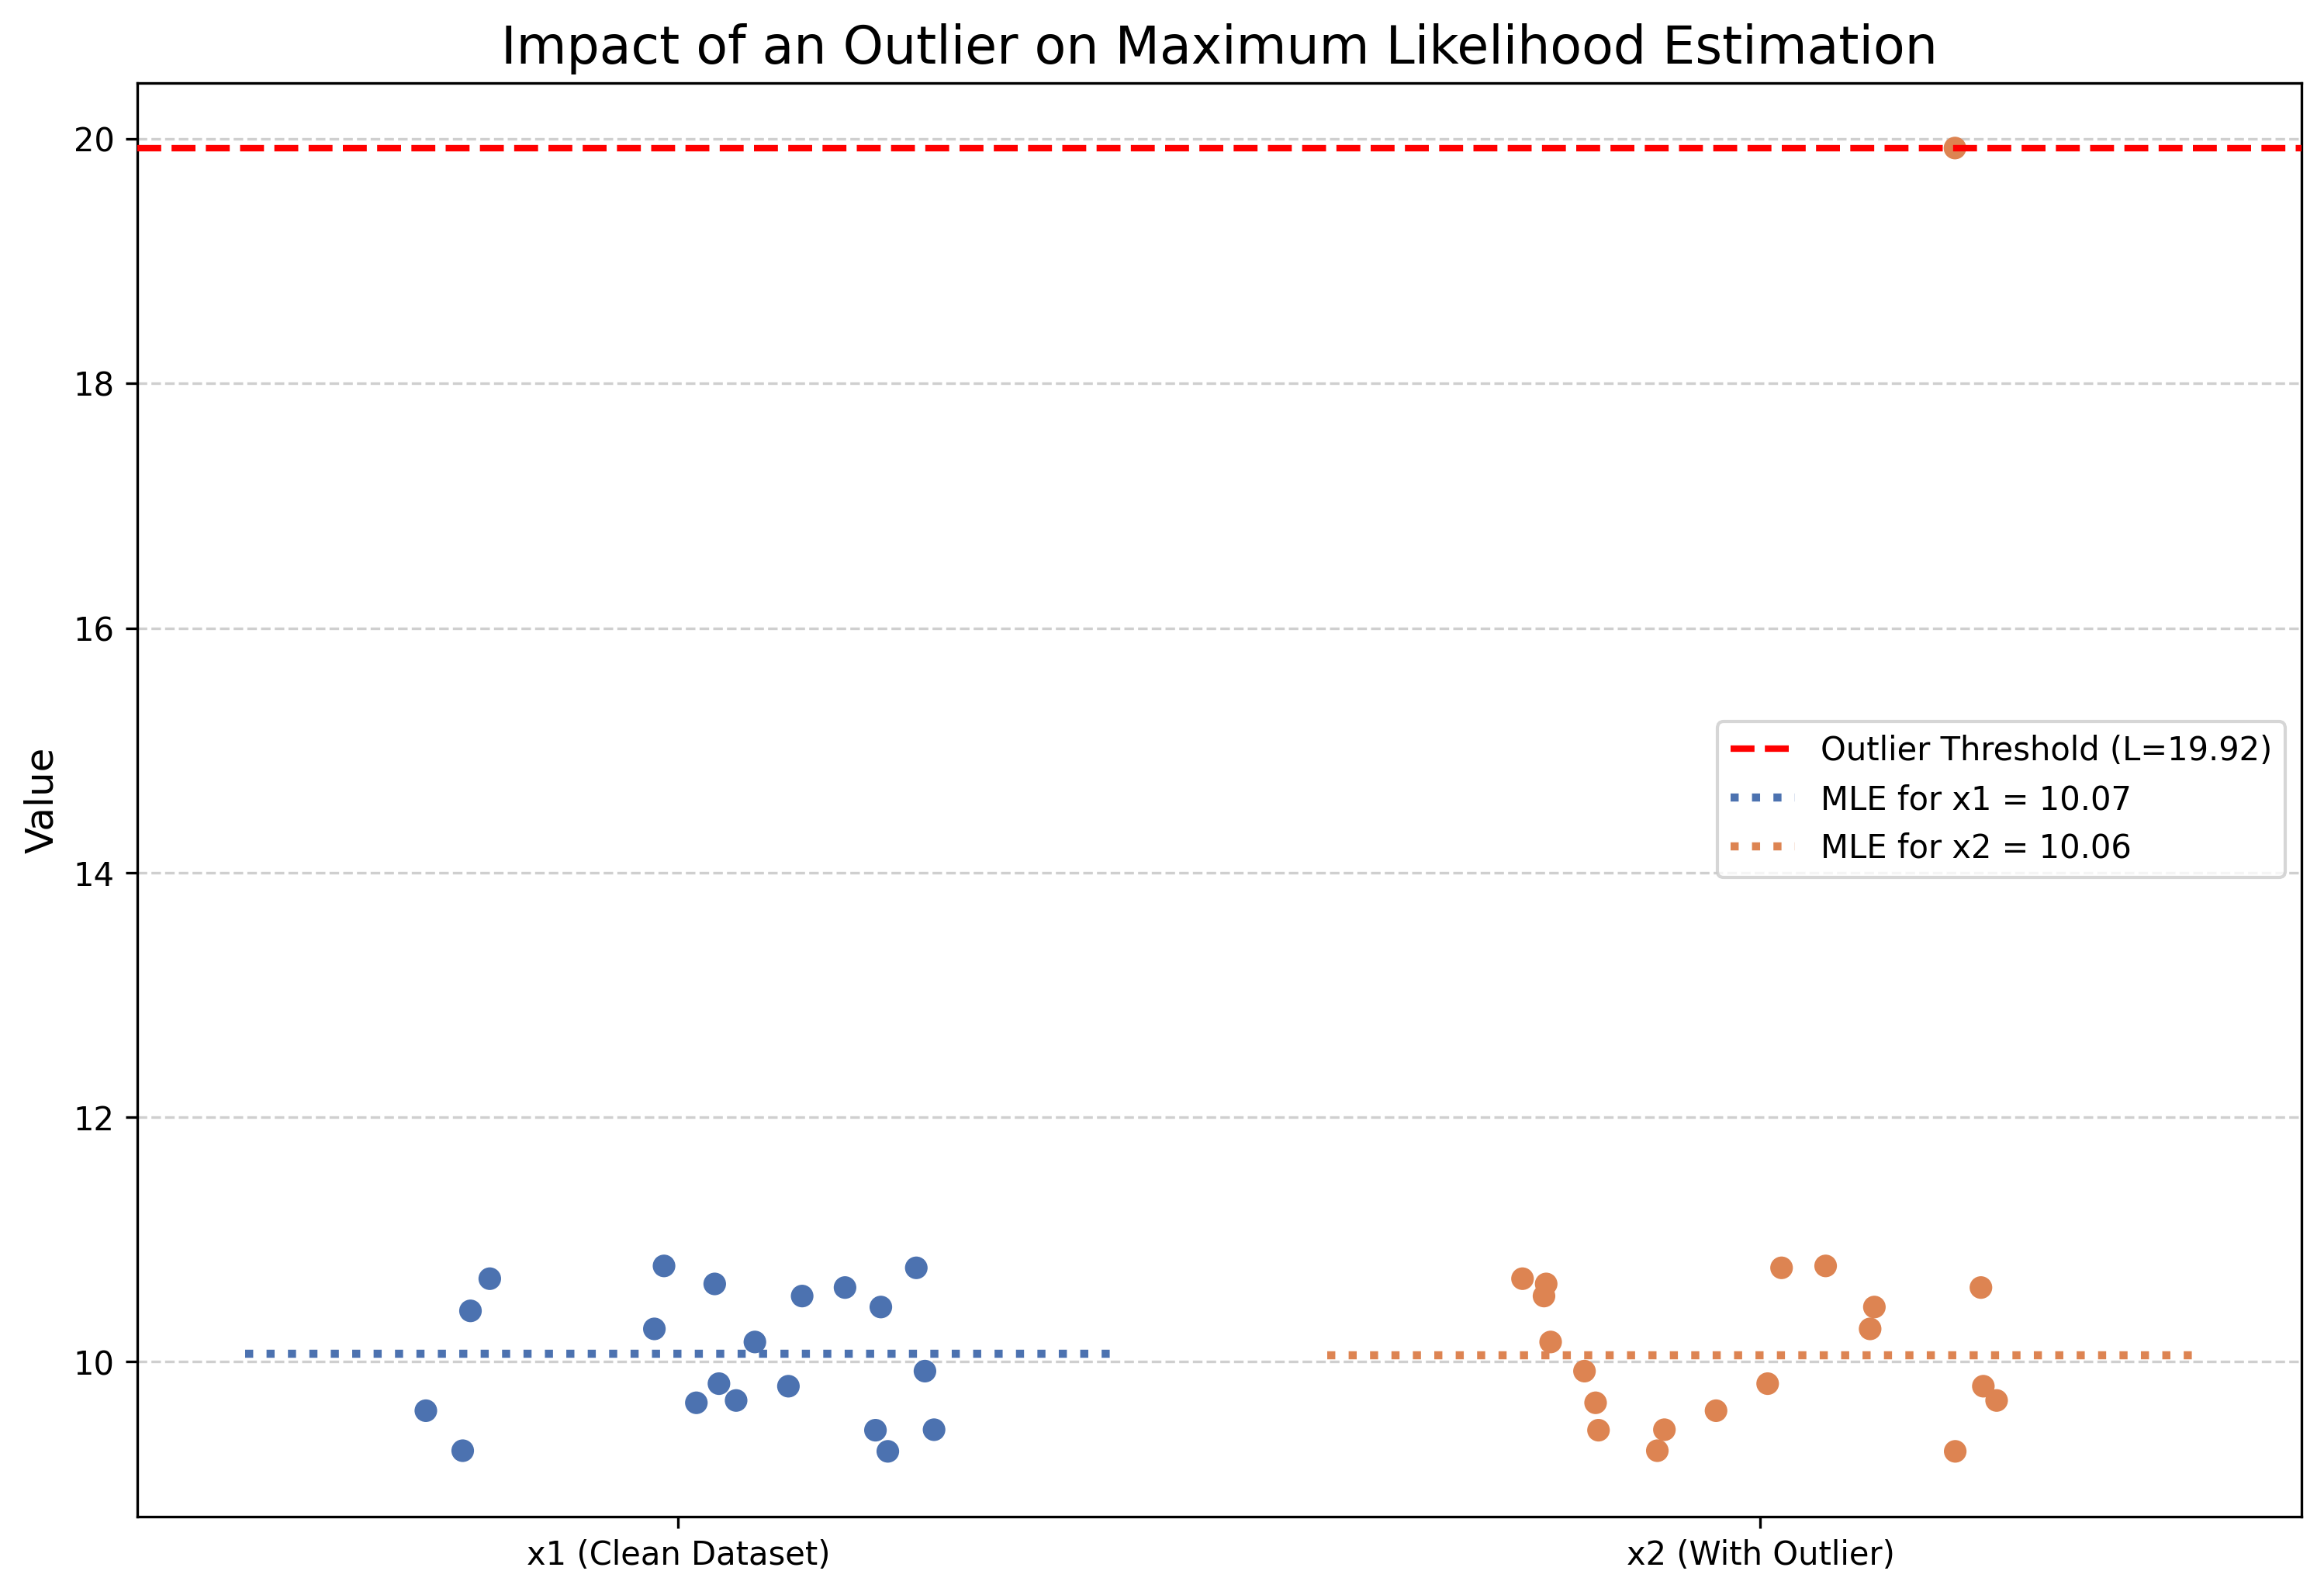 Impact of an Outlier on Maximum Likelihood Estimation
20
18
16
14
12
10
Value
Outlier Threshold (L=19.92)
MLE for x1 = 10.07
MLE for x2 = 10.06
x1 (Clean Dataset)
x2 (With Outlier)